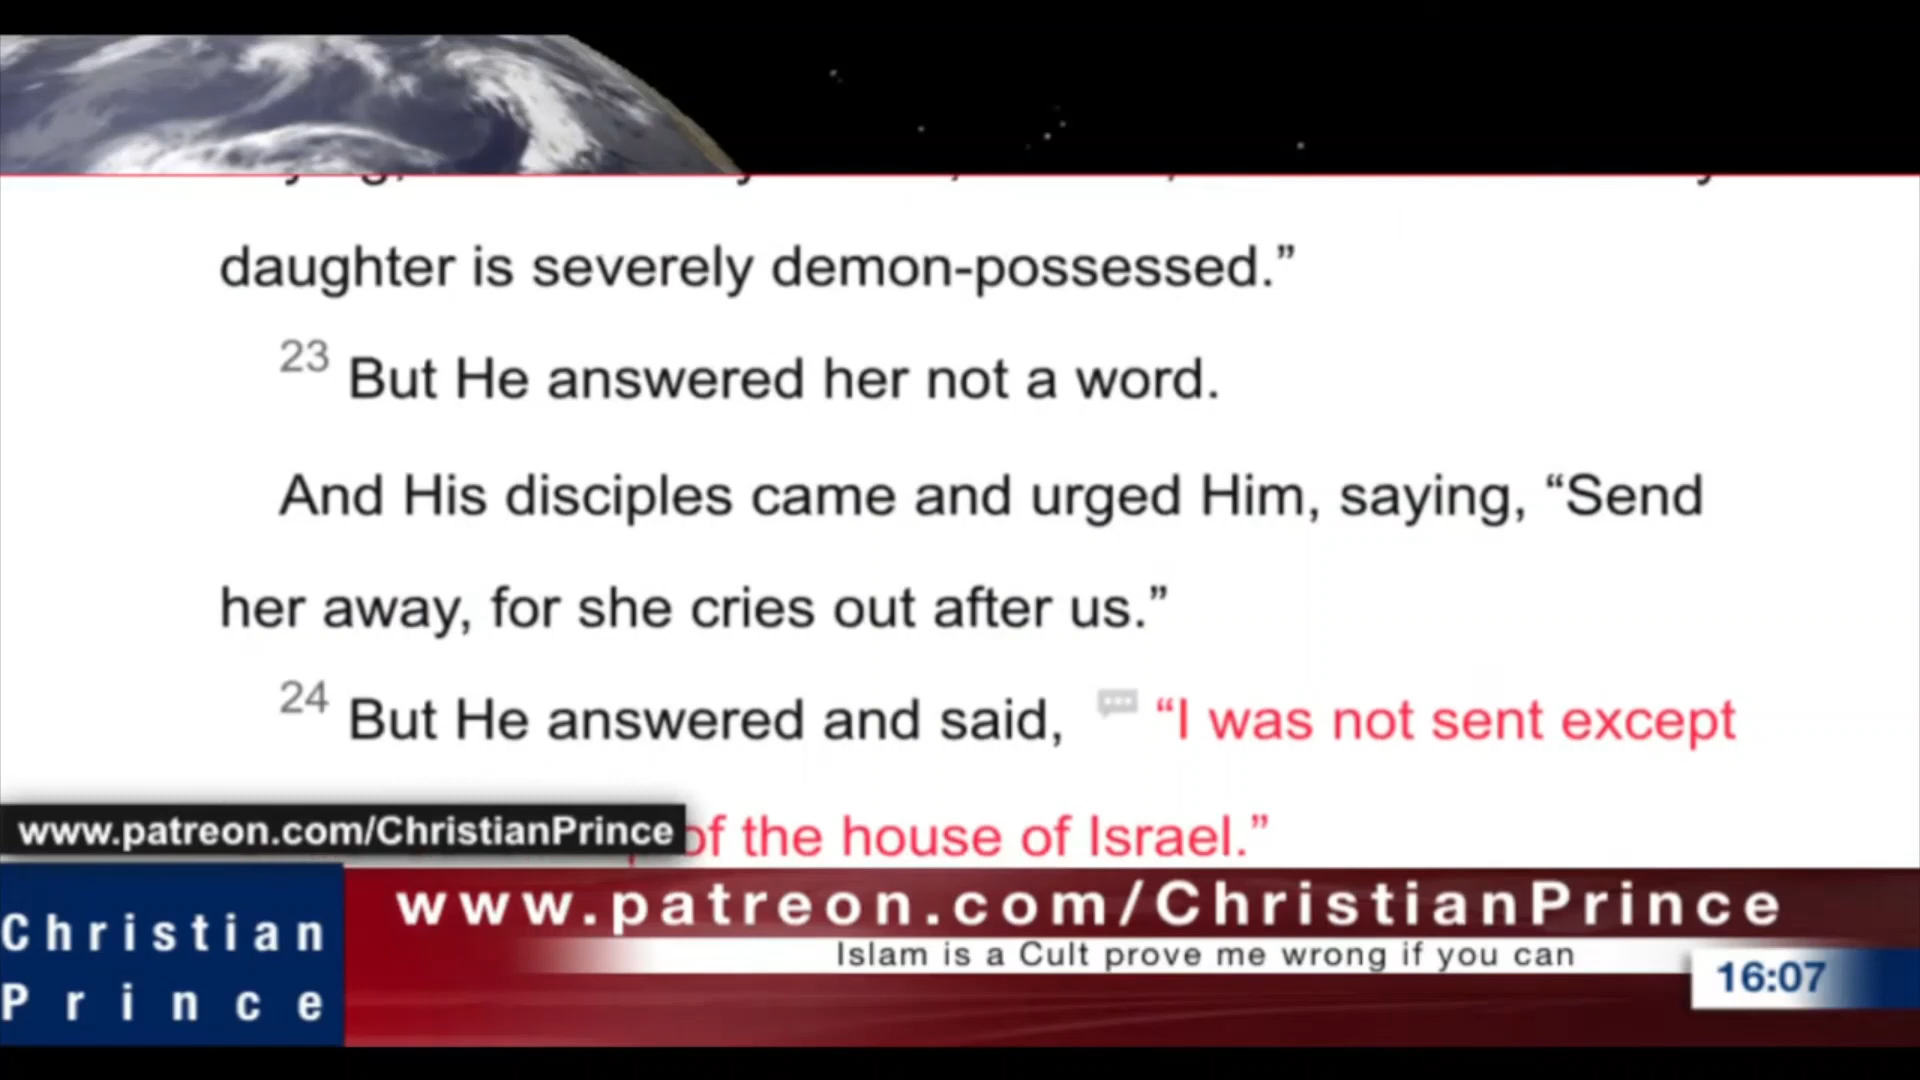 daughter is severely demon-possessed.”
23 But He answered her not a word.
And His disciples came and urged Him, saying, “Send
her away, for she cries out after us.”
24 But He answered and said, “I was not sent except
of the house of Israel.”
www.patreon.com/ChristianPrince
www.patreon.com/ChristianPrince
Christian
Prince
Islam is a Cult prove me wrong if you can
16:07